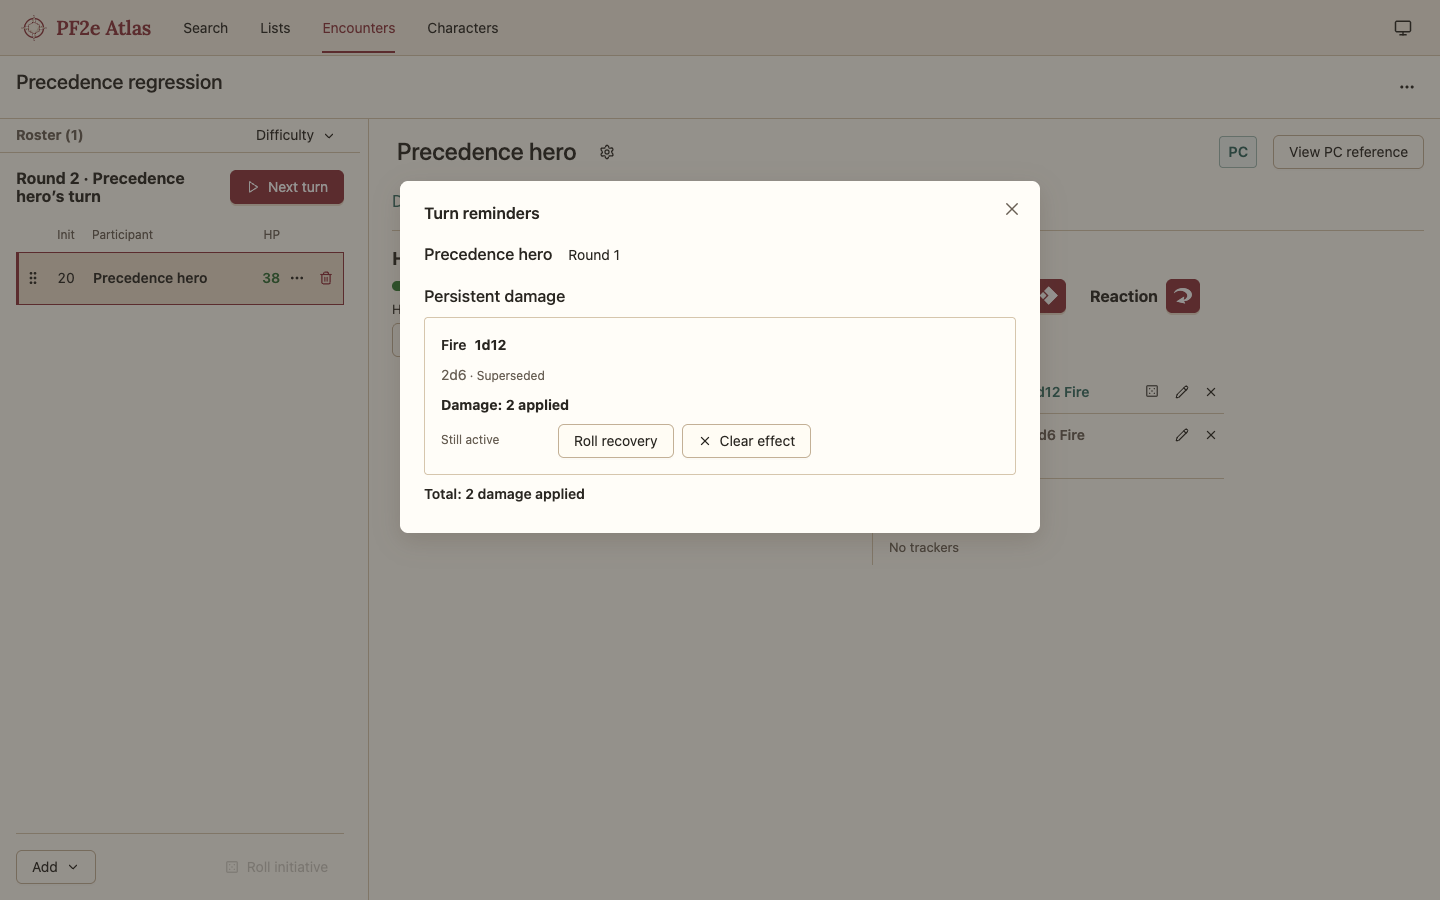 PF2e Atlas
Search
Lists
Encounters
Characters
Precedence regression
Roster (1)
Difficulty
Precedence hero
PC
View PC reference
Round 2 · Precedence
hero's turn
Next turn
Init
Participant
HP
20
Precedence hero
38
Turn reminders
Precedence hero
Round 1
Persistent damage
Fire 1d12
2d6 · Superseded
Damage: 2 applied
Still active
Roll recovery
Clear effect
Total: 2 damage applied
Reaction
d12 Fire
d6 Fire
No trackers
Add
Roll initiative